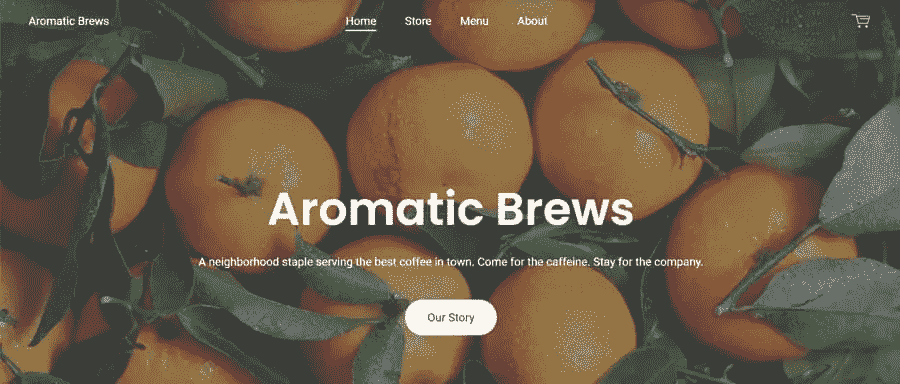 Aromatic Brews Home Store Menu About
Aromatic Brews
A neighborhood staple serving the best coffee in town. Come for the caffeine. Stay for the company.
Our Story